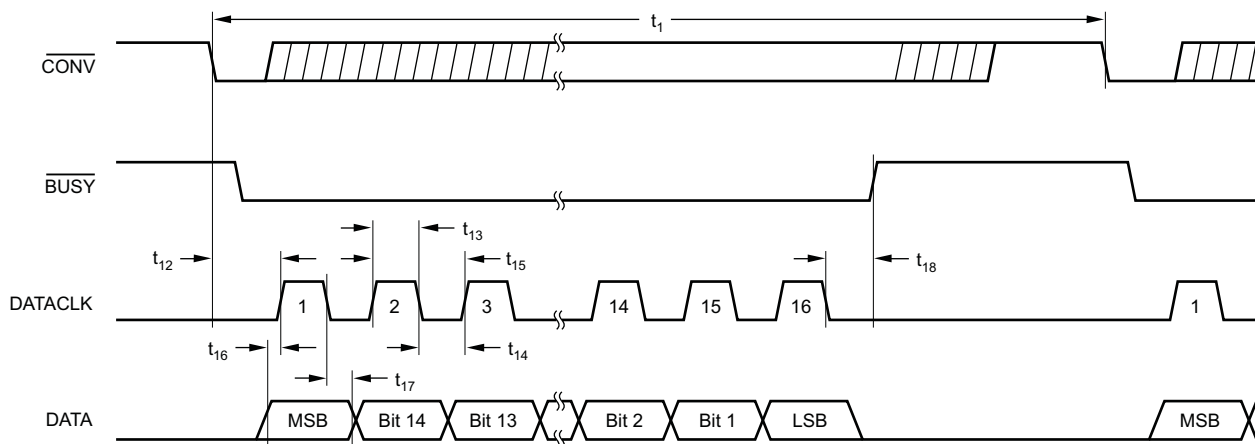 t1
CONV
BUSY
t13
t12
t15
t18
DATACLK
1
2
3
14
15
16
1
t16
t14
t17
DATA
MSB
Bit 14
Bit 13
Bit 2
Bit 1
LSB
MSB